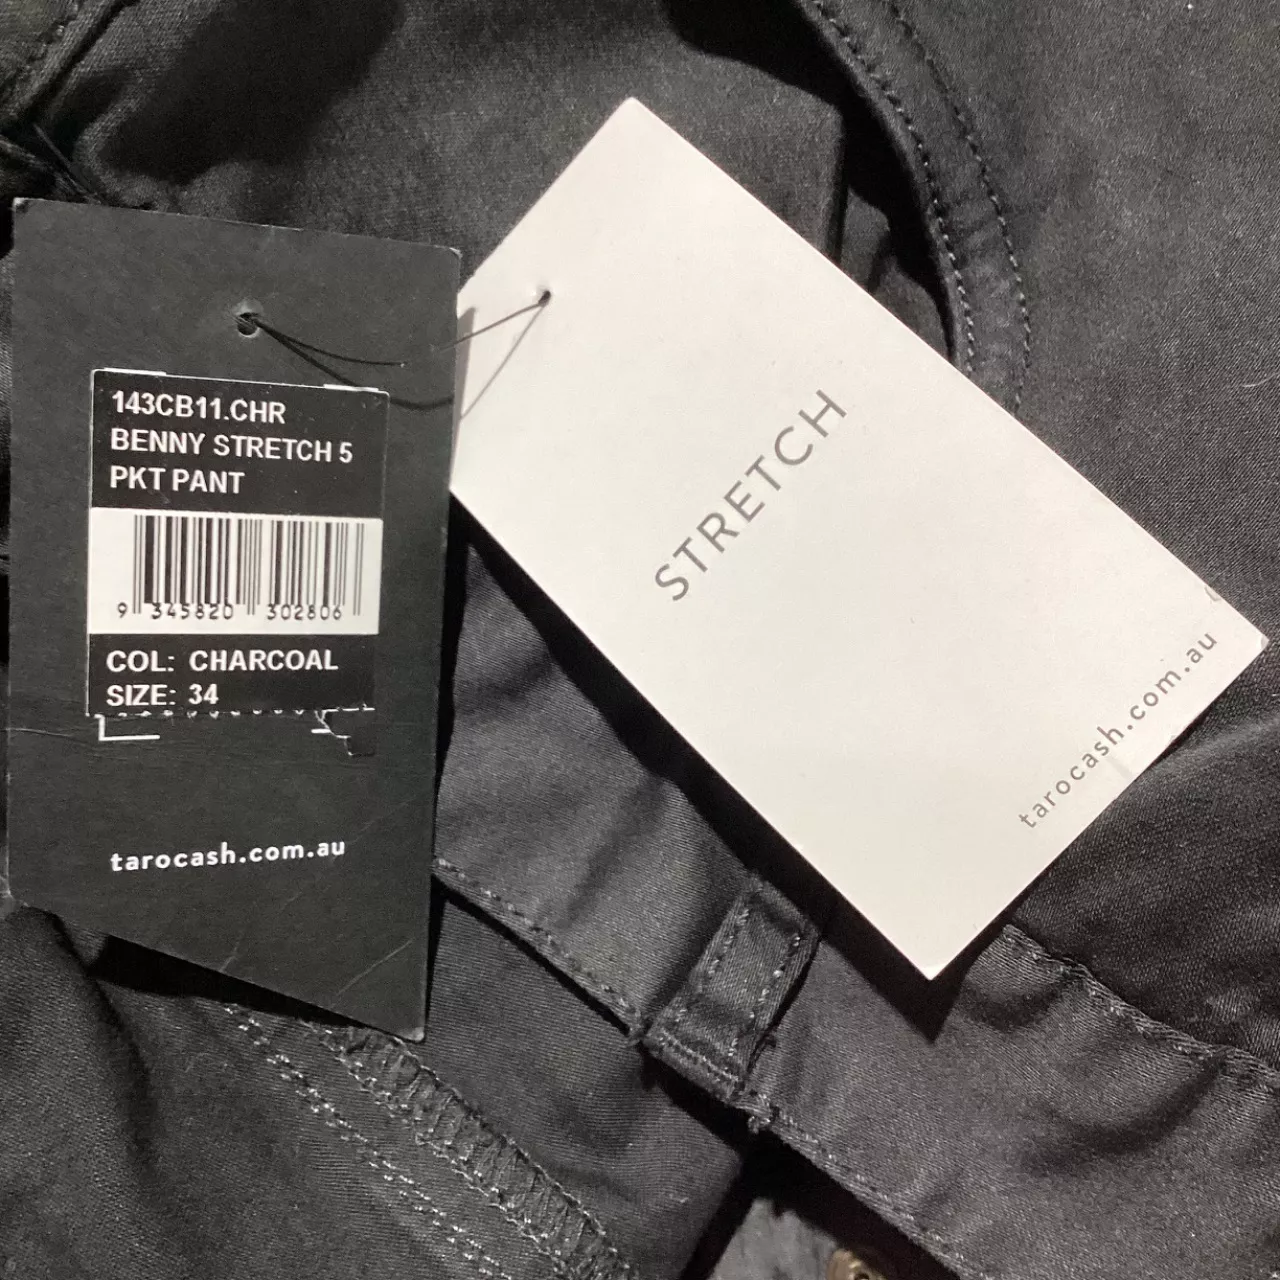 143CB11.CHR
BENNY STRETCH 5
PKT PANT
9 345820 302806
COL: CHARCOAL
SIZE: 34
tarocash.com.au
STRETCH
tarocash.com.au